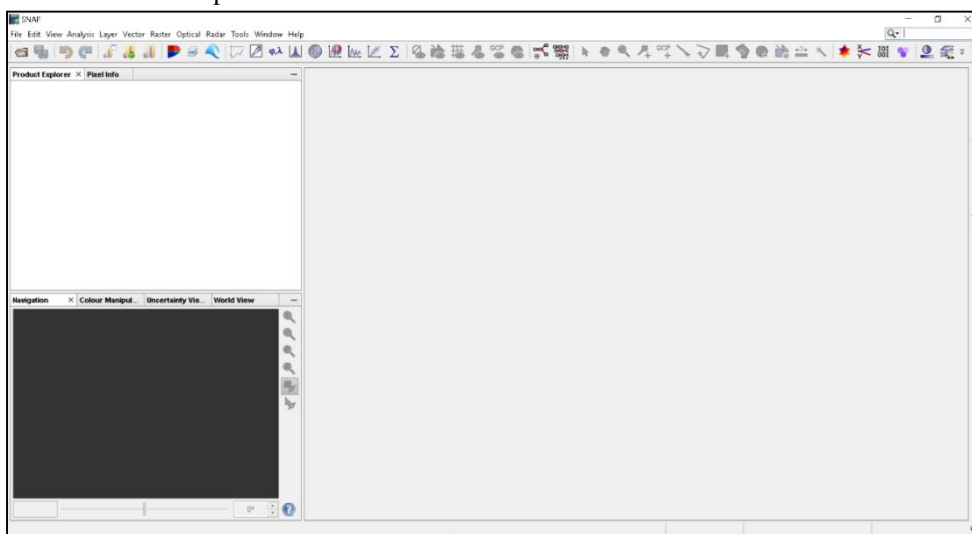 SNAP
File Edit View Analysis Layer Vector Raster Optical Radar Tools Window Help
Product Explorer × Pixel Info
Navigation × Colour Manipul... Uncertainty Vis... World View
0°